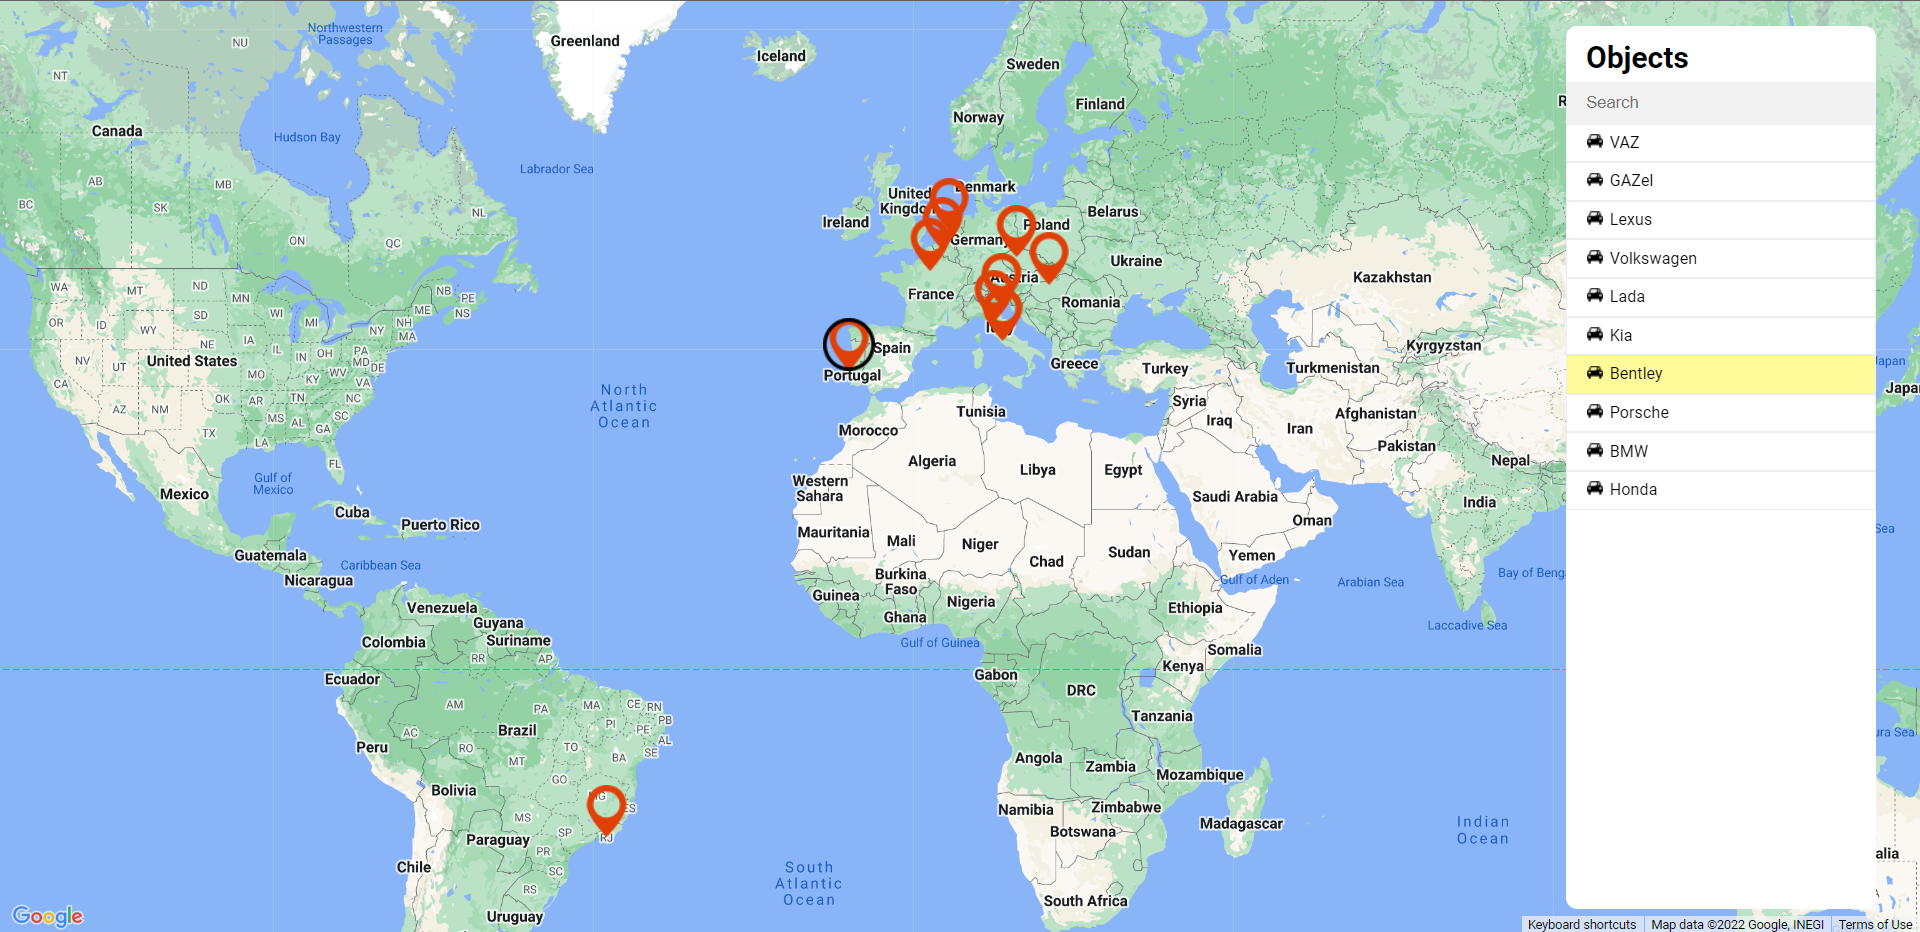 Greenland
Iceland
Northwestern
Passages
NU
NT
Sweden
Finland
Norway
Canada
Hudson Bay
Labrador Sea
AB
MB
BC
SK
NL
ON
QC
United
Kingdo
Denmark
Ireland
Poland
Belarus
Germany
Ukraine
Austria
France
Romania
Kazakhstan
Spain
Portugal
Greece
Turkey
Turkmenistan
Kyrgyzstan
WA
MT
ND
MN
NB
PE
NS
ME
OR
ID
SD
WI
MI
NH
WY
NY
MA
NE
IA
NV
UT
United States
IL
IN
OH
PA
MD
DE
CA
MO
KY
WV
VA
OK
AR
TN
NC
AZ
NM
MS
AL
SC
TX
GA
LA
FL
North
Atlantic
Ocean
Tunisia
Morocco
Algeria
Libya
Egypt
Syria
Iraq
Iran
Afghanistan
Pakistan
Nepal
India
Gulf of
Mexico
Mexico
Cuba
Puerto Rico
Western
Sahara
Saudi Arabia
Oman
Mauritania
Mali
Niger
Chad
Sudan
Yemen
Guatemala
Caribbean Sea
Nicaragua
Burkina
Faso
Guinea
Ghana
Nigeria
Ethiopia
Gulf of Aden
Arabian Sea
Bay of Beng
Laccadive Sea
Venezuela
Guyana
Suriname
Colombia
Gulf of Guinea
Somalia
RR
AP
Ecuador
Gabon
Kenya
DRC
AM
PA
MA
CE
RN
PB
PI
PE
AL
SE
Brazil
Tanzania
AC
RO
TO
BA
Peru
MT
GO
Angola
Zambia
Mozambique
Bolivia
MG
ES
MS
SP
RJ
Namibia
Zimbabwe
Botswana
Madagascar
Paraguay
PR
Chile
SC
RS
Uruguay
South
Atlantic
Ocean
South Africa
Indian
Ocean
Objects
Search
VAZ
GAZel
Lexus
Volkswagen
Lada
Kia
Bentley
Porsche
BMW
Honda
R
Japan
Japan
Sea
ura Sea
alia
Google
Keyboard shortcuts
Map data ©2022 Google, INEGI
Terms of Use